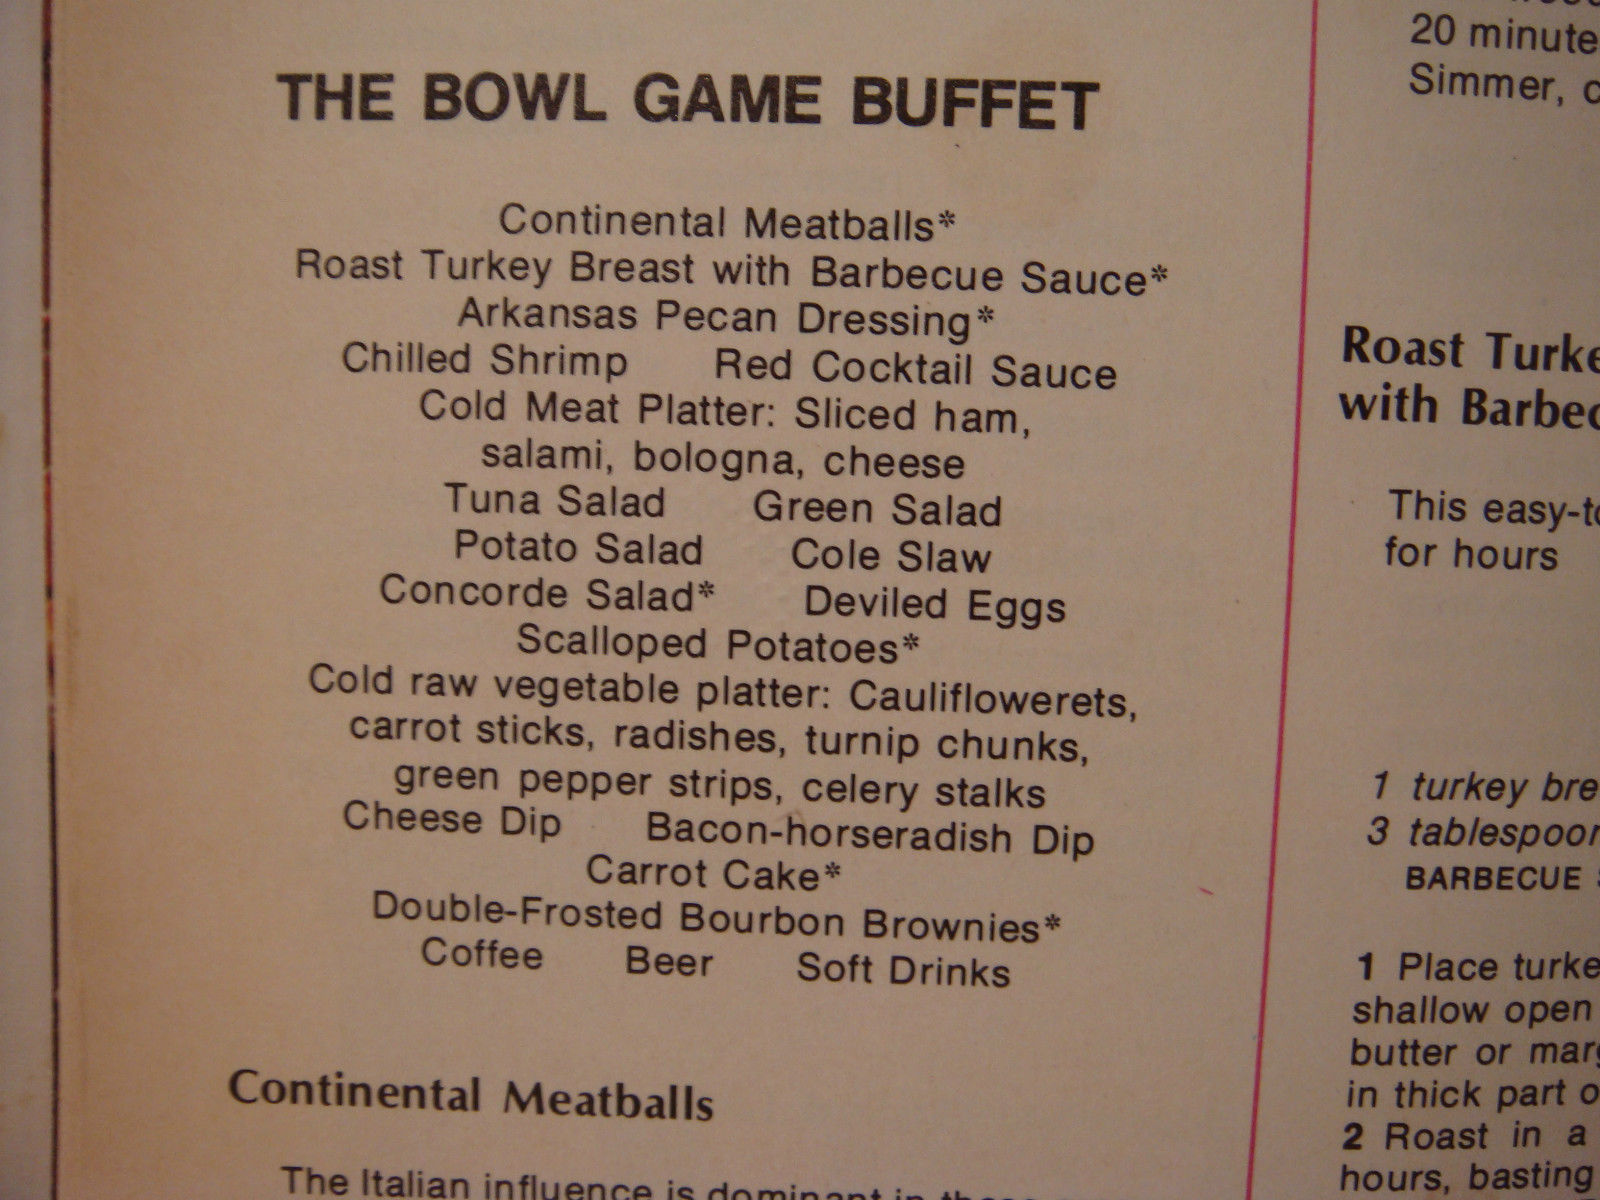 THE BOWL GAME BUFFET
Continental Meatballs*
Roast Turkey Breast with Barbecue Sauce*
Arkansas Pecan Dressing*
Chilled Shrimp Red Cocktail Sauce
Cold Meat Platter: Sliced ham,
salami, bologna, cheese
Tuna Salad Green Salad
Potato Salad Cole Slaw
Concorde Salad* Deviled Eggs
Scalloped Potatoes*
Cold raw vegetable platter: Cauliflowerets,
carrot sticks, radishes, turnip chunks,
green pepper strips, celery stalks
Cheese Dip Bacon-horseradish Dip
Carrot Cake*
Double-Frosted Bourbon Brownies*
Coffee Beer Soft Drinks
Continental Meatballs
The Italian influence is dominant in
20 minute
Simmer,
Roast Turke
with Barbec
This easy-to
for hours
1 turkey bre
3 tablespoon
BARBECUE
1 Place turke
shallow open
butter or marg
in thick part o
2 Roast in a
hours, basting